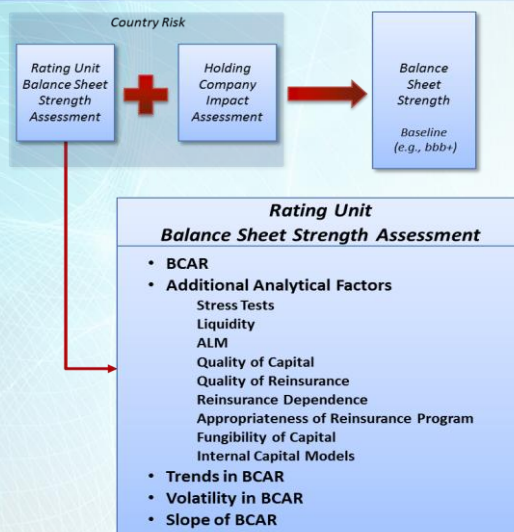 Country Risk
Rating Unit
Balance Sheet
Strength
Assessment
Holding
Company
Impact
Assessment
Balance
Sheet
Strength
Baseline
(e.g., bbb+)
Rating Unit
Balance Sheet Strength Assessment
• BCAR
• Additional Analytical Factors
Stress Tests
Liquidity
ALM
Quality of Capital
Quality of Reinsurance
Reinsurance Dependence
Appropriateness of Reinsurance Program
Fungibility of Capital
Internal Capital Models
• Trends in BCAR
• Volatility in BCAR
• Slope of BCAR